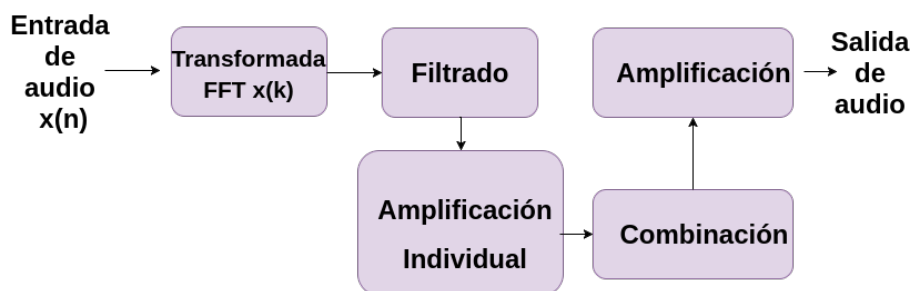 Entrada
de
audio
x(n)
Transformada
FFT x(k)
Filtrado
Amplificación
Individual
Combinación
Amplificación
Salida
de
audio